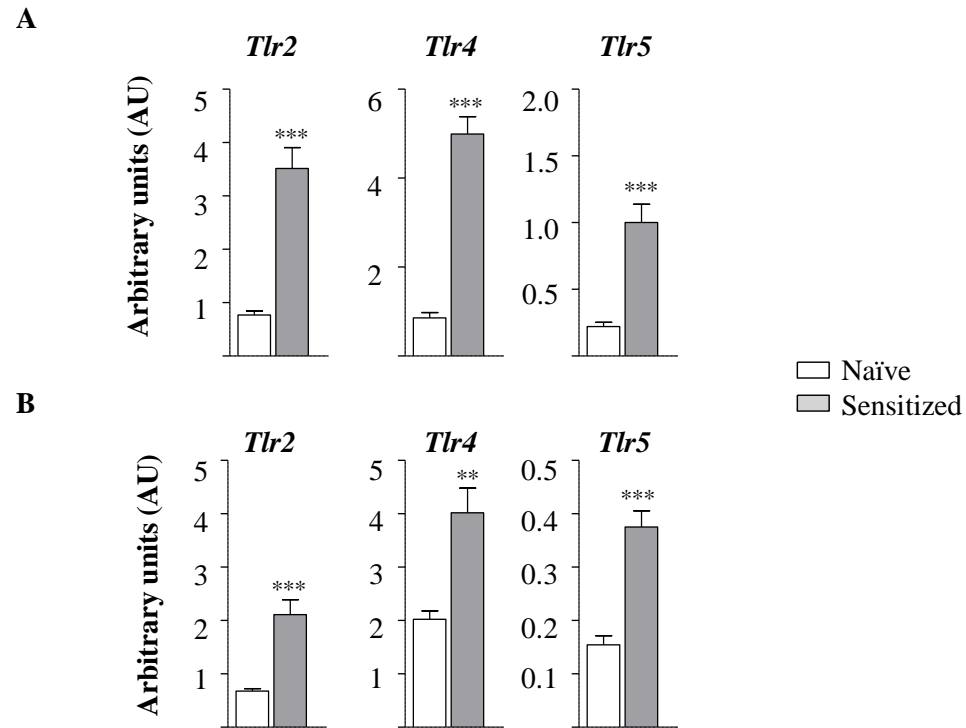 A
Tlr2 Tlr4 Tlr5
Arbitrary units (AU)
5 6 2.0
***
4
***
1.5
3 4
***
1.0
2
2
1 0.5
Naïve
Sensitized
B
Tlr2 Tlr4 Tlr5
Arbitrary units (AU)
5 5 0.5
** ***
4 4 0.4
3 3 0.3
***
2 2 0.2
1 1 0.1